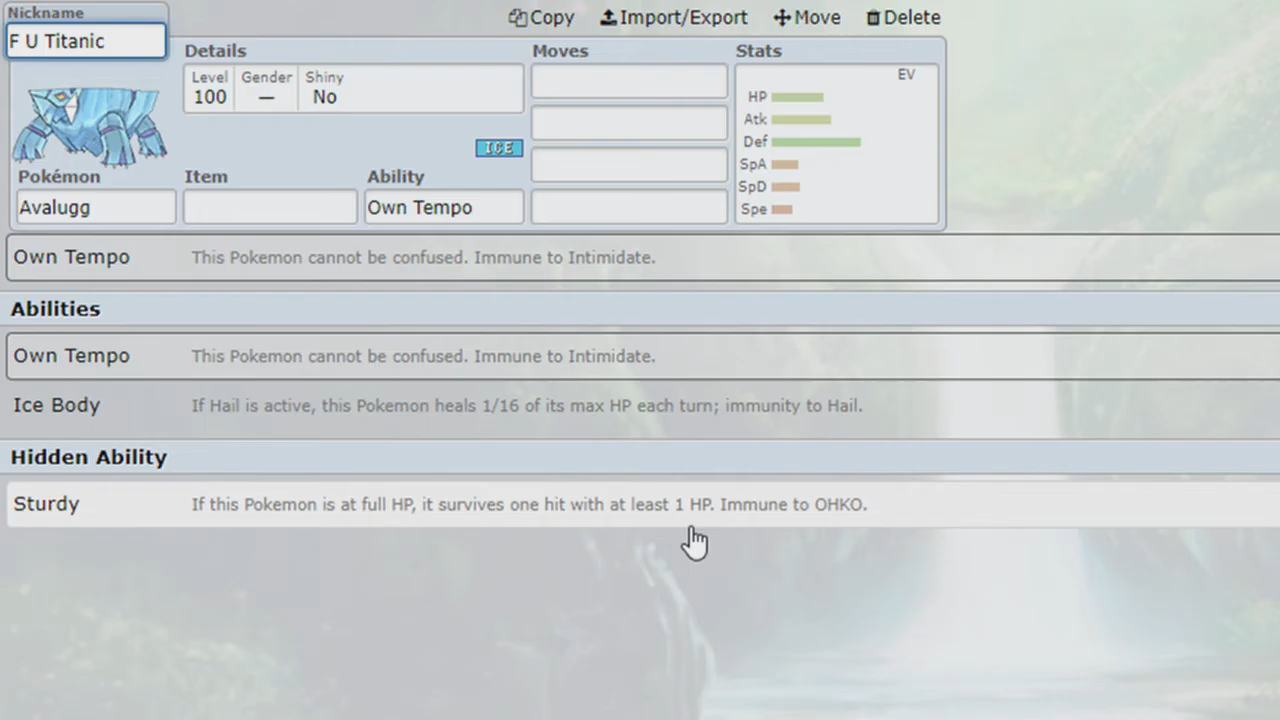 Nickname
F U Titanic
Copy Import/Export Move Delete
Details
Level Gender Shiny
100 — No
ICE
Pokémon Item Ability
Avalugg Own Tempo
Moves
Stats
EV
HP
Atk
Def
SpA
SpD
Spe
Own Tempo This Pokemon cannot be confused. Immune to Intimidate.
Abilities
Own Tempo This Pokemon cannot be confused. Immune to Intimidate.
Ice Body If Hail is active, this Pokemon heals 1/16 of its max HP each turn; immunity to Hail.
Hidden Ability
Sturdy If this Pokemon is at full HP, it survives one hit with at least 1 HP. Immune to OHKO.